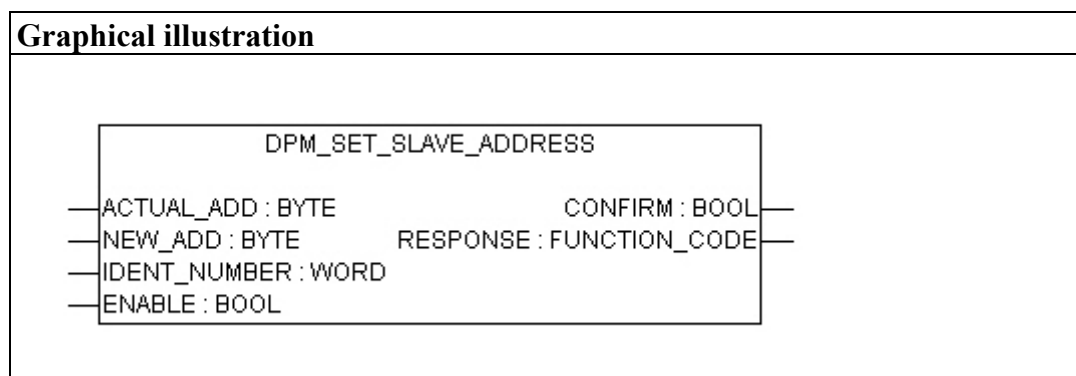 Graphical illustration
DPM_SET_SLAVE_ADDRESS
ACTUAL_ADD : BYTE CONFIRM : BOOL
NEW_ADD : BYTE RESPONSE : FUNCTION_CODE
IDENT_NUMBER : WORD
ENABLE : BOOL